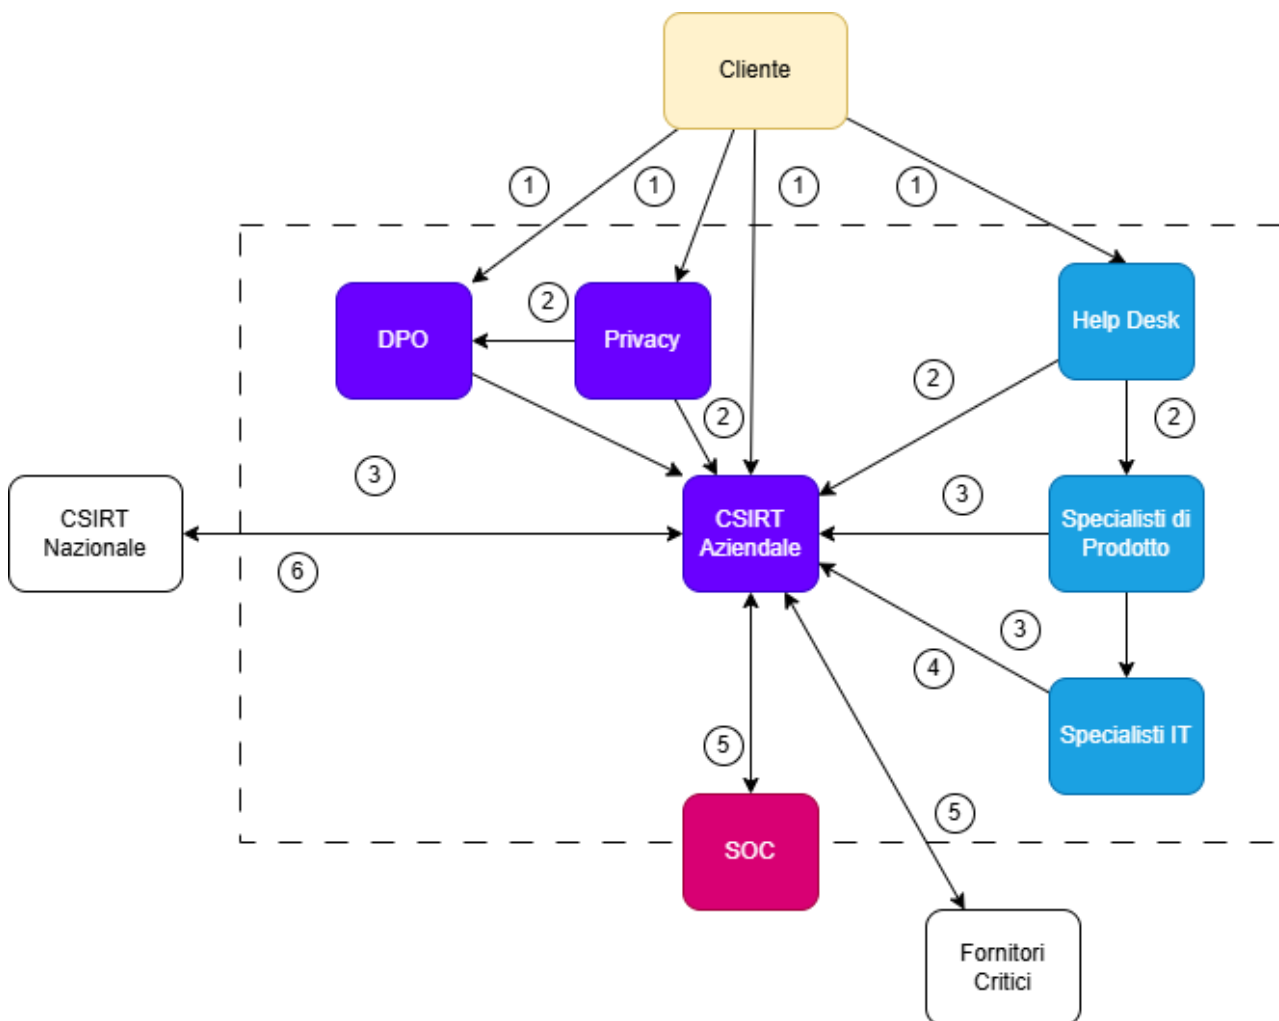 Cliente
1
1
1
1
DPO
2
Privacy
Help Desk
2
2
2
3
CSIRT
Nazionale
CSIRT
Aziendale
3
Specialisti di
Prodotto
6
3
4
Specialisti IT
5
5
SOC
Fornitori
Critici